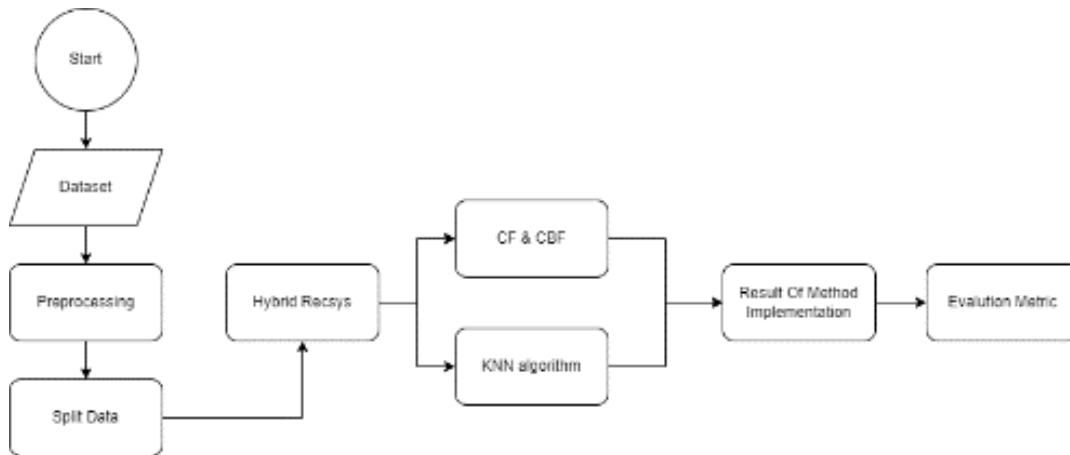 Start
Dataset
Preprocessing
Split Data
Hybrid Recsys
CF & CBF
KNN algorithm
Result Of Method
Implementation
Evalution Metric